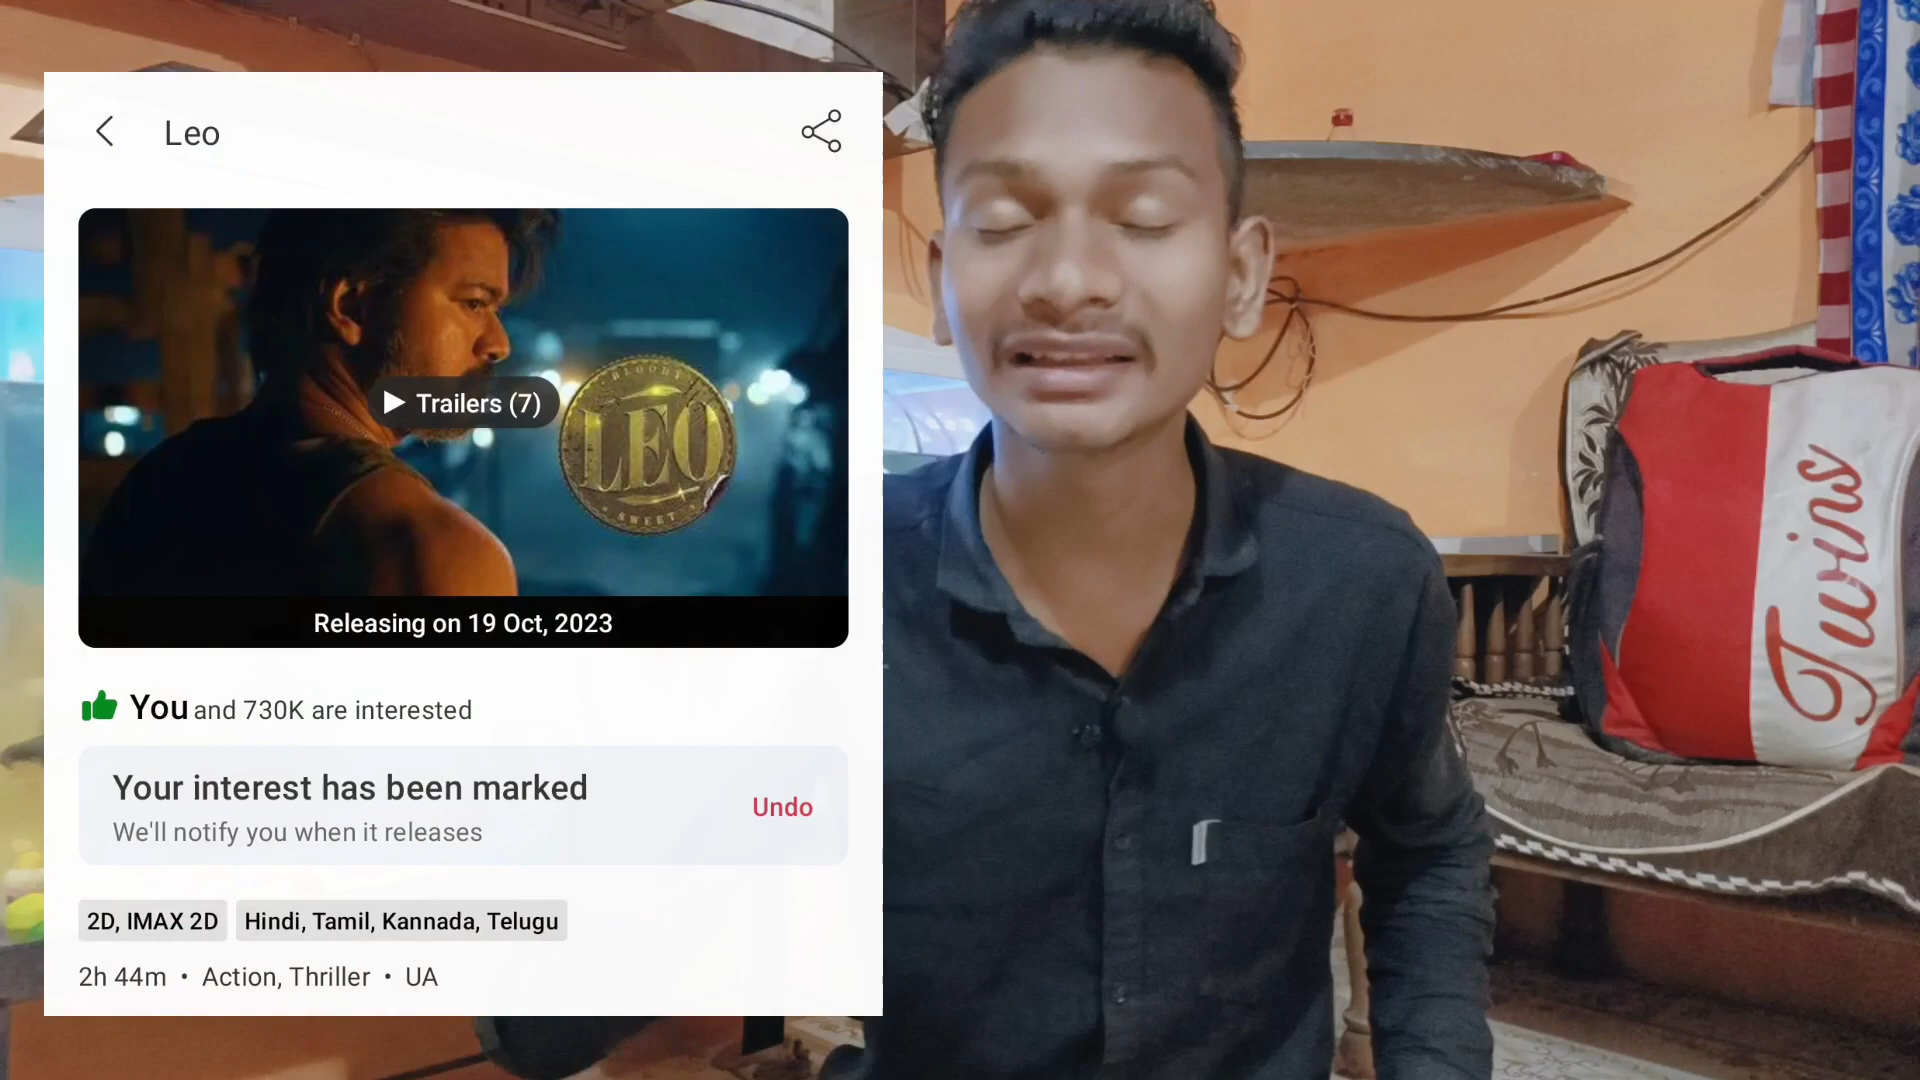 Leo
Trailers (7)
BLOODY
LEO
SWEET
Releasing on 19 Oct, 2023
You and 730K are interested
Your interest has been marked
We'll notify you when it releases
Undo
2D, IMAX 2D
Hindi, Tamil, Kannada, Telugu
2h 44m • Action, Thriller • UA
Twins